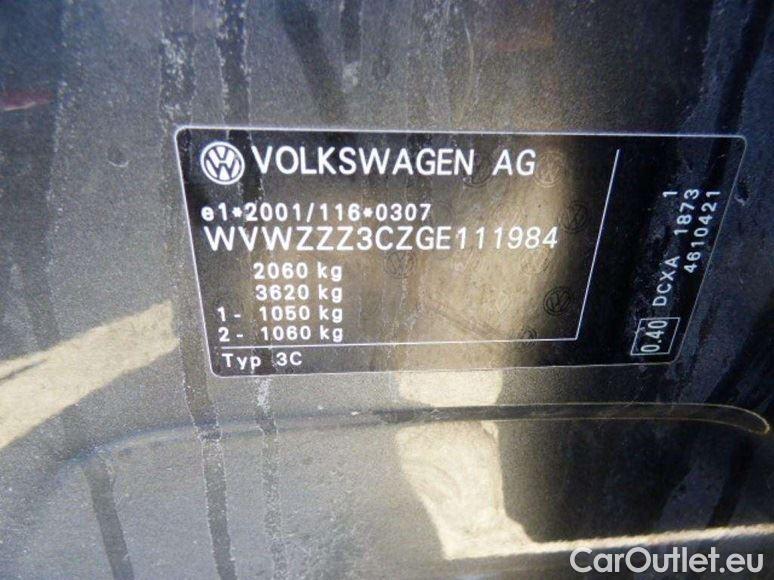 VOLKSWAGEN AG
e1*2001/116*0307
WVWZZZ3CZGE111984
2060 kg
3620 kg
1 - 1050 kg
2 - 1060 kg
Typ 3C
1
DCXA 1873
0.40 4610421
CarOutlet.eu